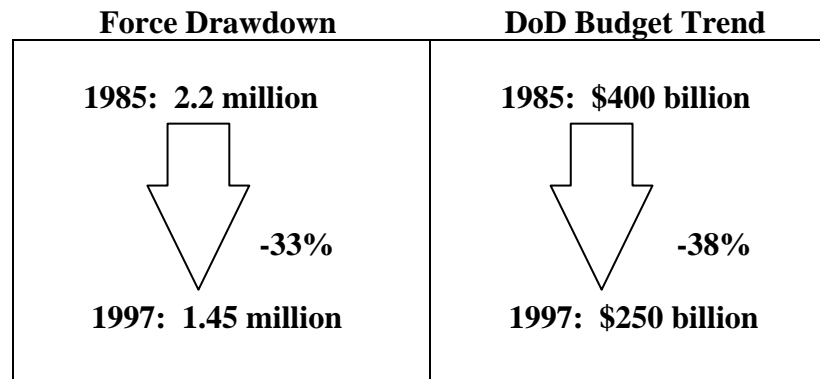 Force Drawdown
DoD Budget Trend
1985: 2.2 million
1985: $400 billion
-33%
-38%
1997: 1.45 million
1997: $250 billion